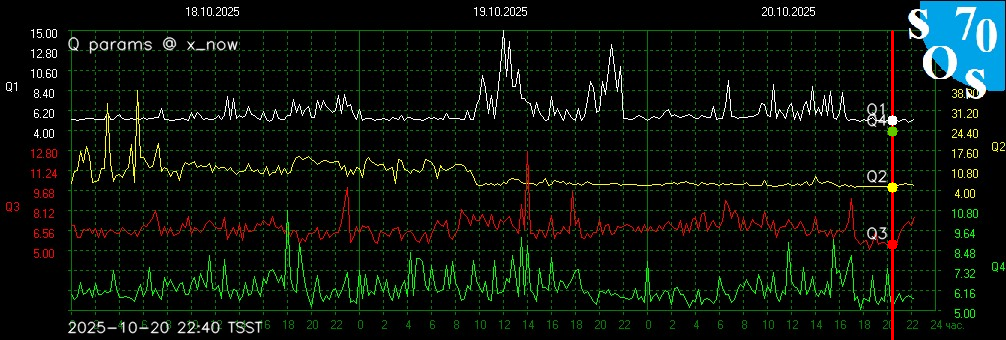 18.10.2025 19.10.2025 20.10.2025
SO70S
Q params @ x_now
Q1
15.00
12.80
10.60
8.40
6.20
4.00
Q3
12.80
11.24
9.68
8.12
6.56
5.00
Q1
Q4
Q2
Q3
38.00
31.20
24.40
17.60
10.80
4.00
Q2
10.80
9.64
8.48
7.32
6.16
5.00
Q4
2025-10-20 22:40 TSST
18 20 22 0 2 4 6 8 10 12 14 16 18 20 22 0 2 4 6 8 10 12 14 16 18 20 22 24 час.